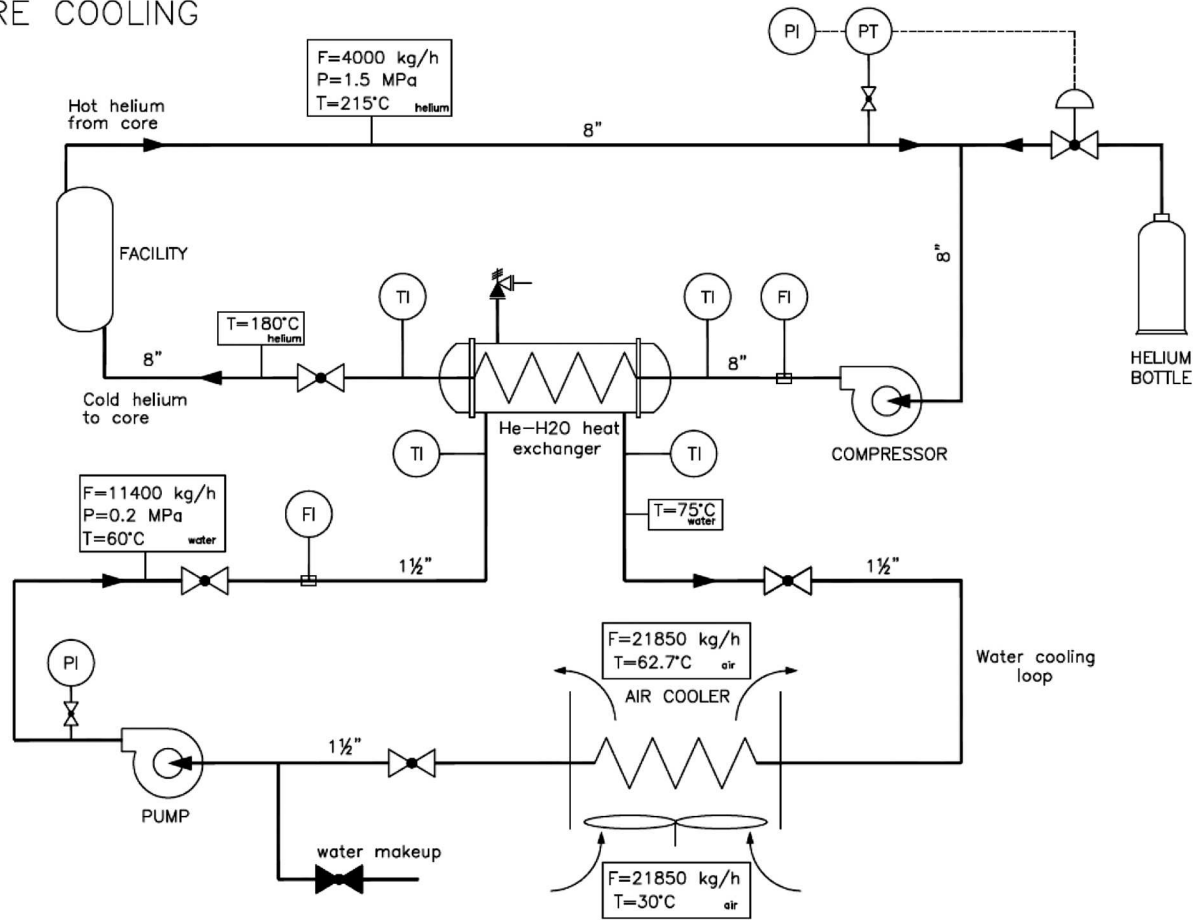 RE COOLING
PI
PT
F=4000 kg/h
P=1.5 MPa
T=215°C helium
Hot helium
from core
8"
FACILITY
8"
TI
TI
FI
T=180°C
helium
8"
8"
HELIUM
BOTTLE
Cold helium
to core
He-H2O heat
exchanger
COMPRESSOR
TI
TI
F=11400 kg/h
P=0.2 MPa
T=60°C water
FI
T=75°C
water
1½"
1½"
F=21850 kg/h
T=62.7°C air
PI
AIR COOLER
Water cooling
loop
1½"
PUMP
water makeup
F=21850 kg/h
T=30°C air